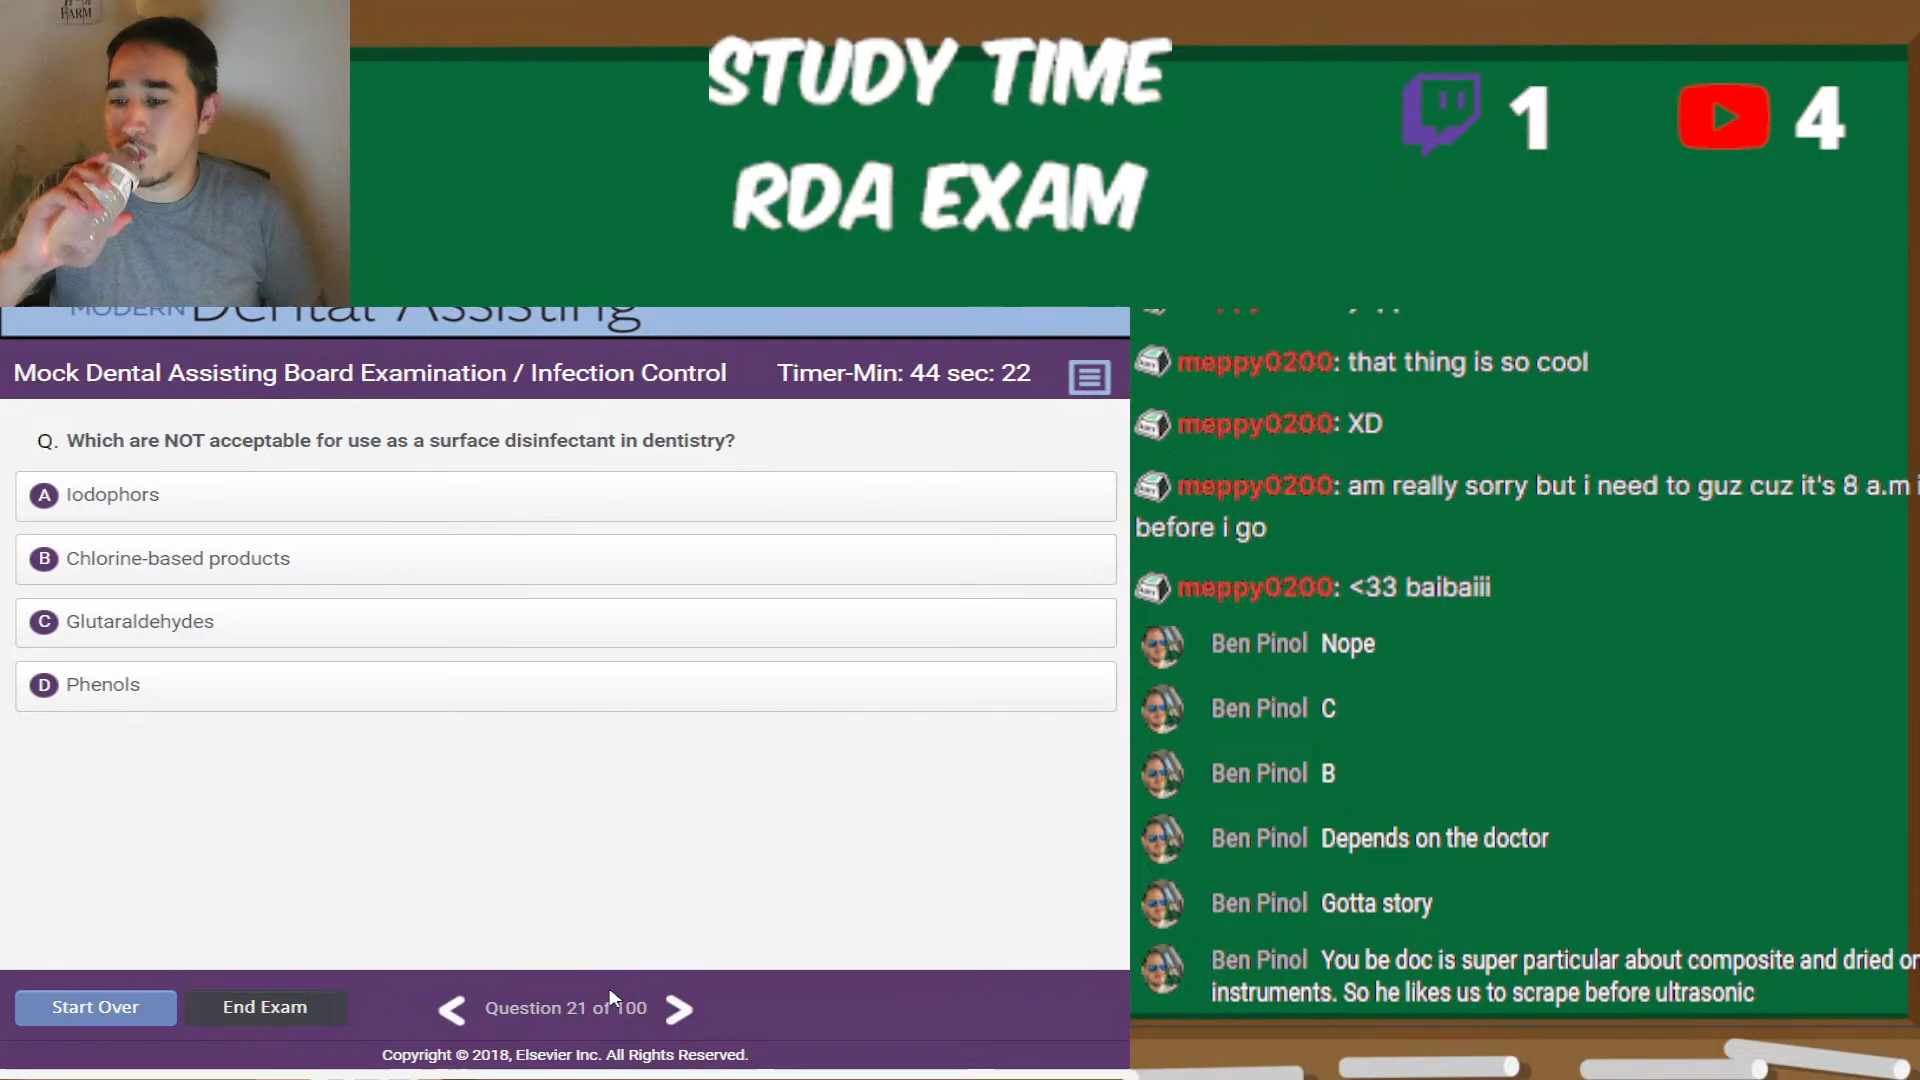 FARM
STUDY TIME
RDA EXAM
1
4
MODERN Dental Assisting
Mock Dental Assisting Board Examination / Infection Control
Timer-Min: 44 sec: 22
Q. Which are NOT acceptable for use as a surface disinfectant in dentistry?
A Iodophors
B Chlorine-based products
C Glutaraldehydes
D Phenols
Start Over
End Exam
Question 21 of 100
Copyright © 2018, Elsevier Inc. All Rights Reserved.
meppy0200: that thing is so cool
meppy0200: XD
meppy0200: am really sorry but i need to guz cuz it's 8 a.m i
before i go
meppy0200: <33 baibaiii
Ben Pinol Nope
Ben Pinol C
Ben Pinol B
Ben Pinol Depends on the doctor
Ben Pinol Gotta story
Ben Pinol You be doc is super particular about composite and dried on
instruments. So he likes us to scrape before ultrasonic